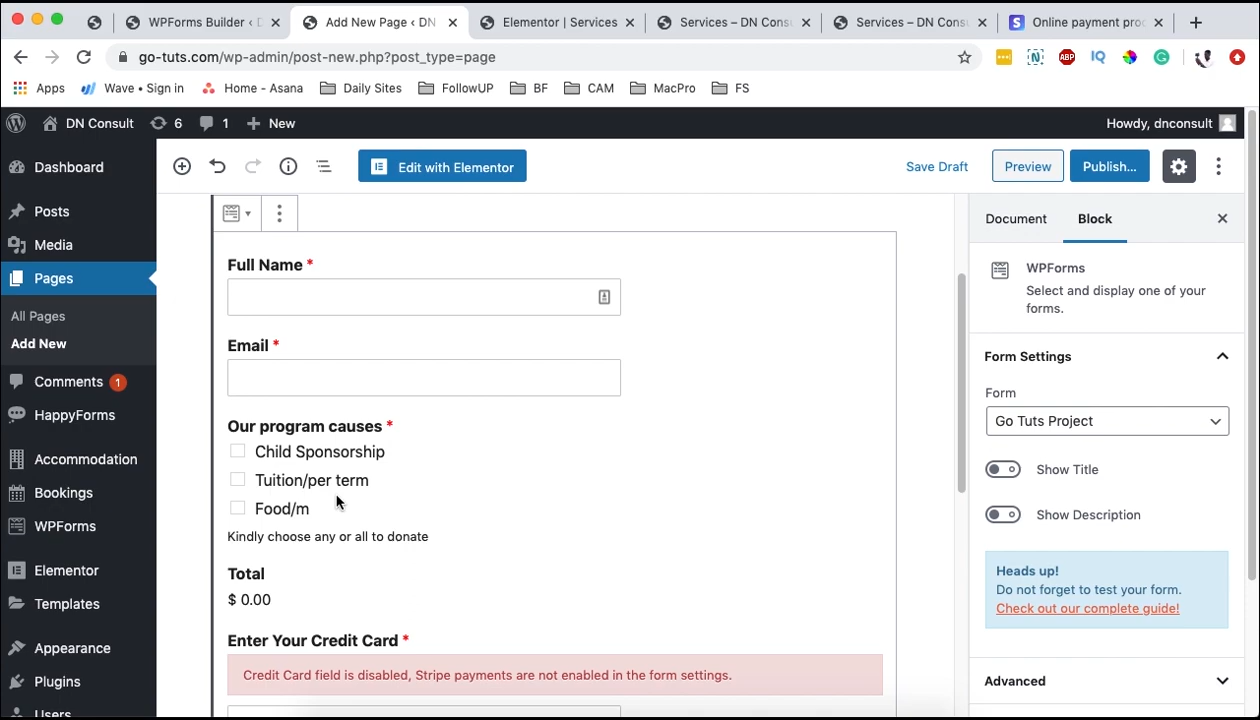 WPForms Builder ‹ D
Add New Page ‹ DN
Elementor | Services
Services – DN Consu
Services – DN Consu
Online payment pro
go-tuts.com/wp-admin/post-new.php?post_type=page
Apps
Wave • Sign in
Home - Asana
Daily Sites
FollowUP
BF
CAM
MacPro
FS
DN Consult
6
1
New
Howdy, dnconsult
Dashboard
Posts
Media
Pages
All Pages
Add New
Comments 1
HappyForms
Accommodation
Bookings
WPForms
Elementor
Templates
Appearance
Plugins
Users
Edit with Elementor
Save Draft
Preview
Publish...
Full Name *
Email *
Our program causes *
Child Sponsorship
Tuition/per term
Food/m
Kindly choose any or all to donate
Total
$ 0.00
Enter Your Credit Card *
Credit Card field is disabled, Stripe payments are not enabled in the form settings.
Document
Block
WPForms
Select and display one of your
forms.
Form Settings
Form
Go Tuts Project
Show Title
Show Description
Heads up!
Do not forget to test your form.
Check out our complete guide!
Advanced